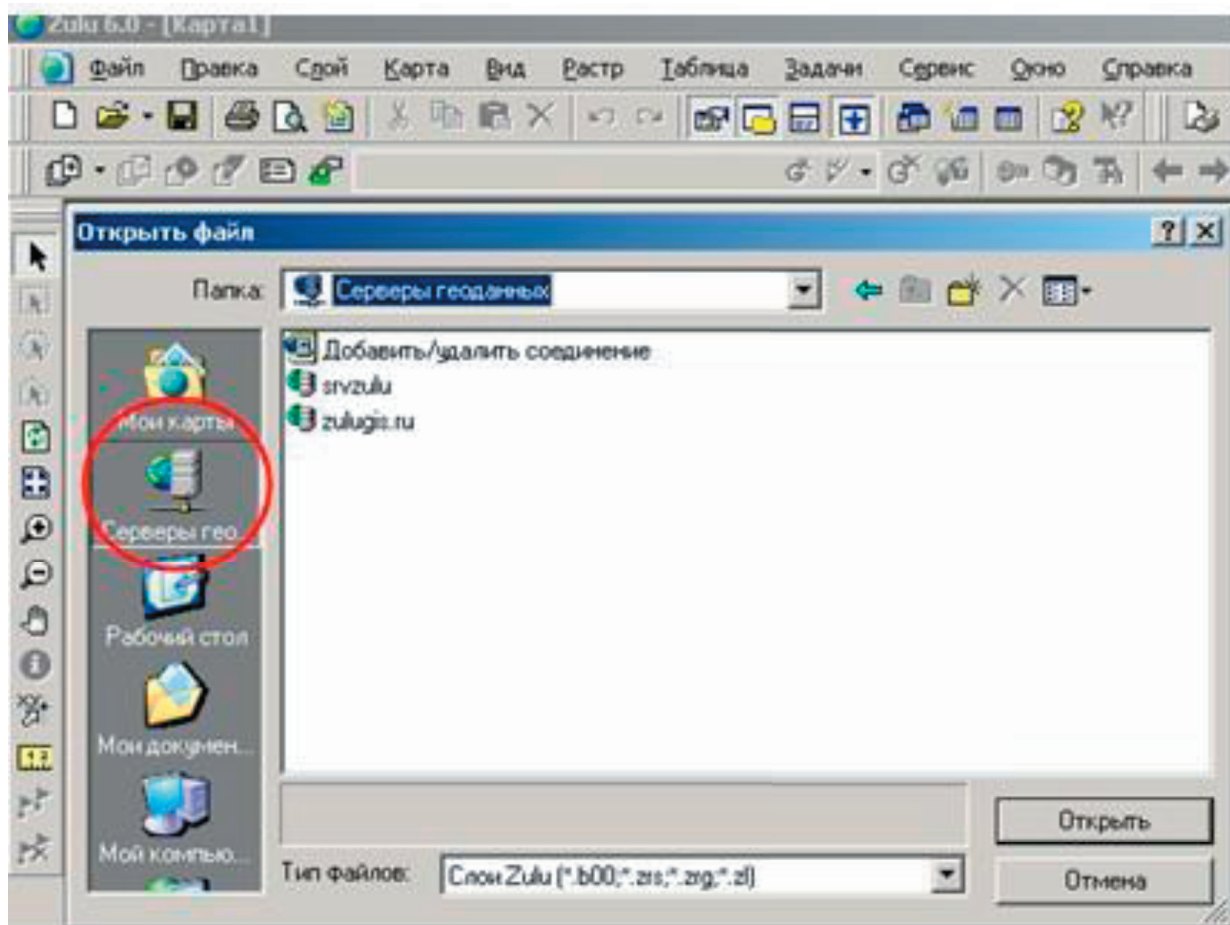 Zulu 6.0 - [Карта1]
Файл Правка Слой Карта Вид Растр Таблица Задачи Сервис Окно Справка
Открыть файл
Папка: Серверы геоданных
Мои карты
Серверы гео...
Рабочий стол
Мои докумен...
Мой компью...
Добавить/удалить соединение
srvzulu
zulugis.ru
Открыть
Тип файлов: Слои Zulu (*.b00;*.zrs;*.zrg;*.zl)
Отмена